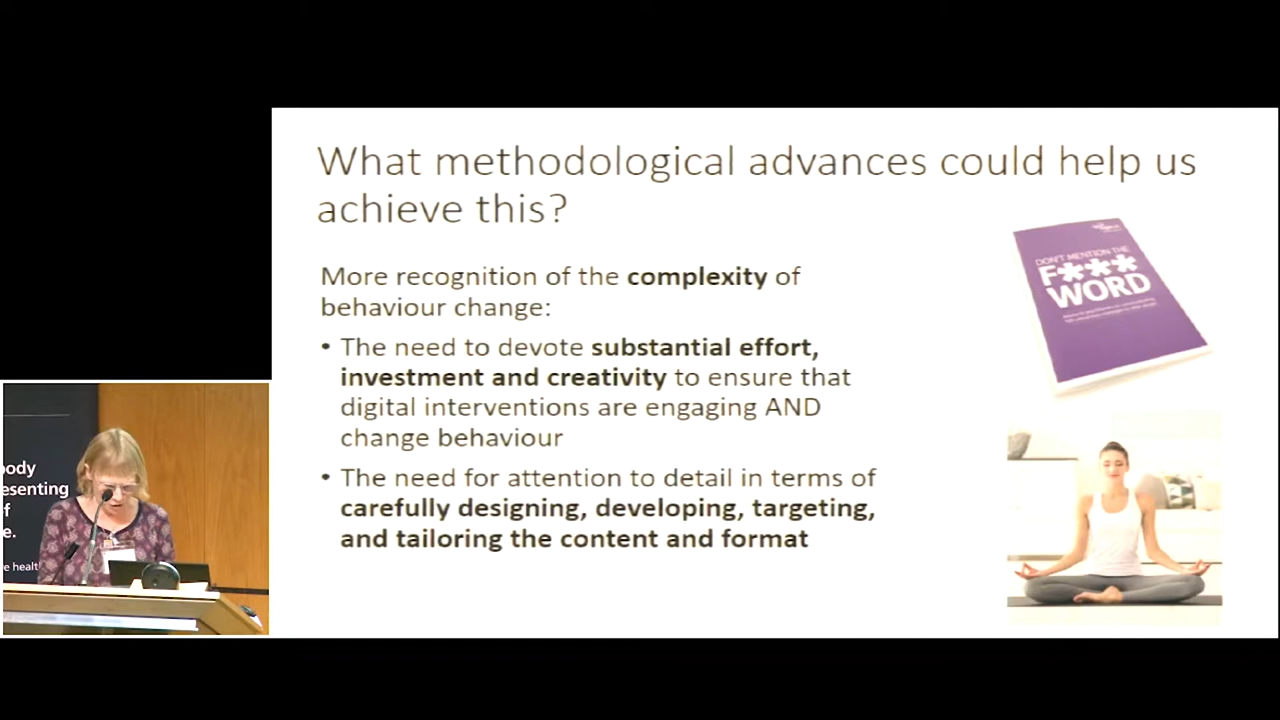 What methodological advances could help us
achieve this?
More recognition of the complexity of
behaviour change:
• The need to devote substantial effort,
investment and creativity to ensure that
digital interventions are engaging AND
change behaviour
• The need for attention to detail in terms of
carefully designing, developing, targeting,
and tailoring the content and format
DON'T MENTION THE
F***
WORD
ody
esenting
f
e.
e healt